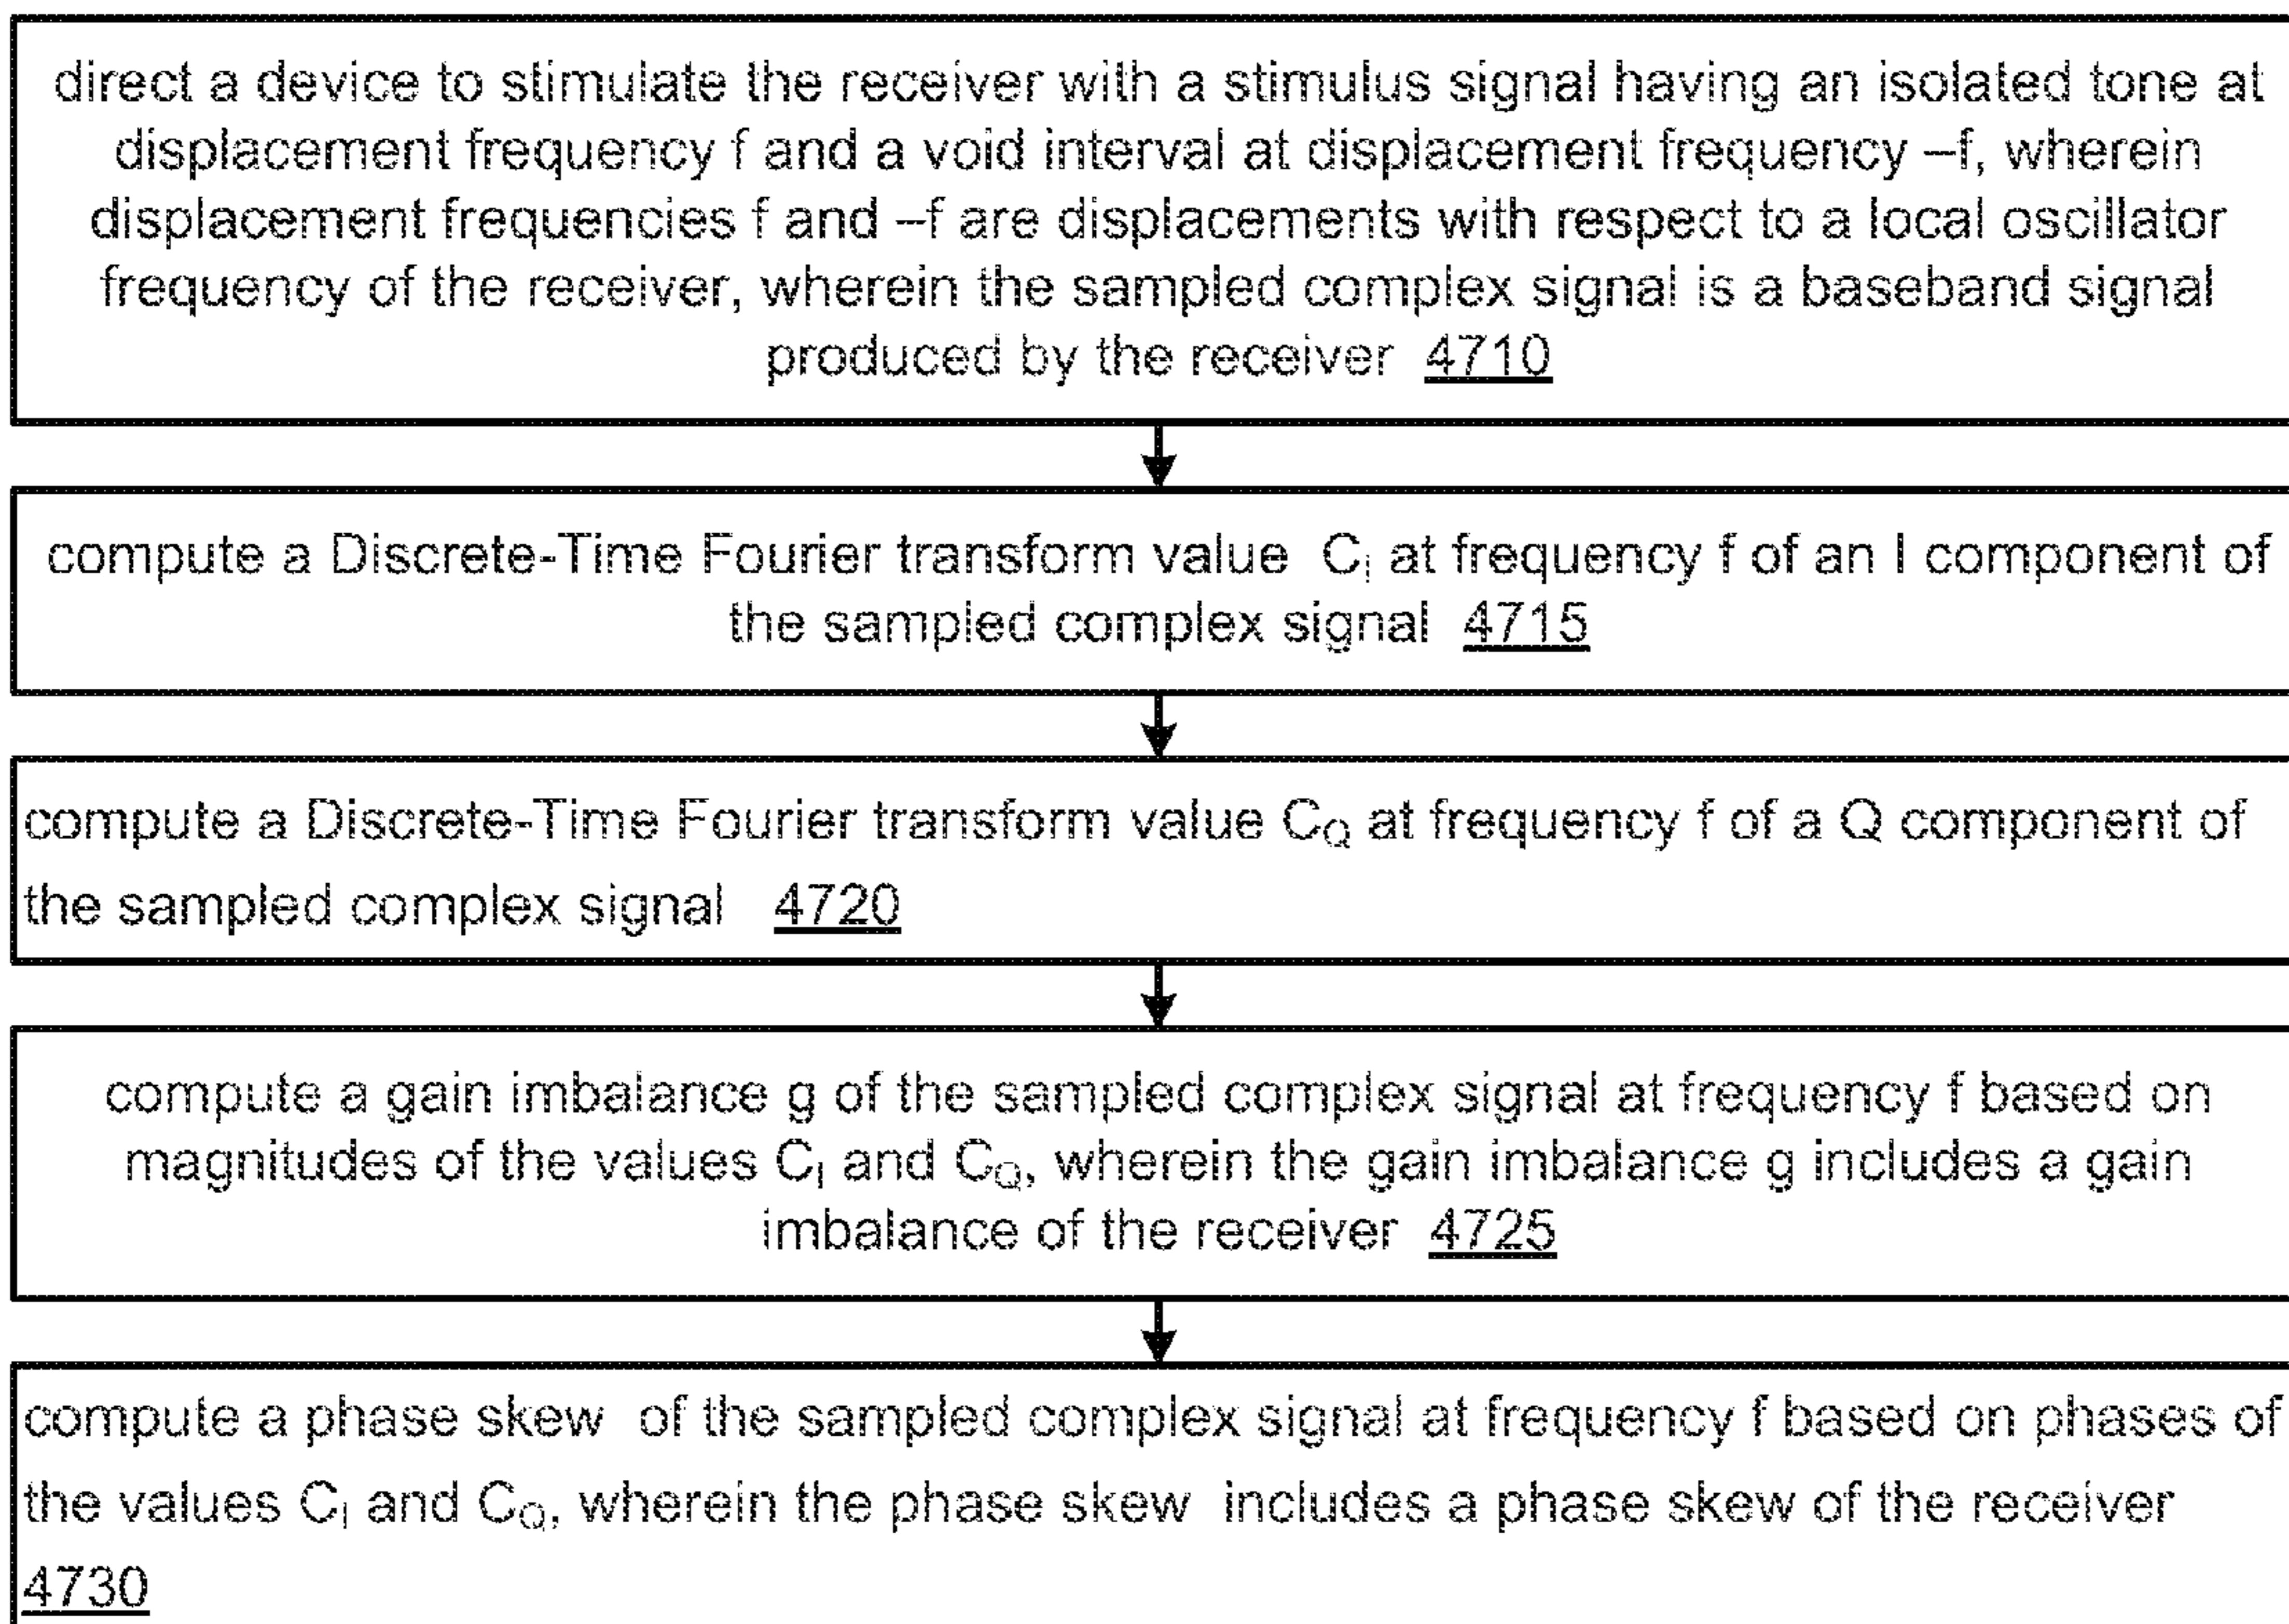 direct a device to stimulate the receiver with a stimulus signal having an isolated tone at
displacement frequency f and a void interval at displacement frequency –f, wherein
displacement frequencies f and –f are displacements with respect to a local oscillator
frequency of the receiver, wherein the sampled complex signal is a baseband signal
produced by the receiver 4710
compute a Discrete-Time Fourier transform value C_I at frequency f of an I component of
the sampled complex signal 4715
compute a Discrete-Time Fourier transform value C_Q at frequency f of a Q component of
the sampled complex signal 4720
compute a gain imbalance g of the sampled complex signal at frequency f based on
magnitudes of the values C_I and C_Q, wherein the gain imbalance g includes a gain
imbalance of the receiver 4725
compute a phase skew of the sampled complex signal at frequency f based on phases of
the values C_I and C_Q, wherein the phase skew includes a phase skew of the receiver
4730